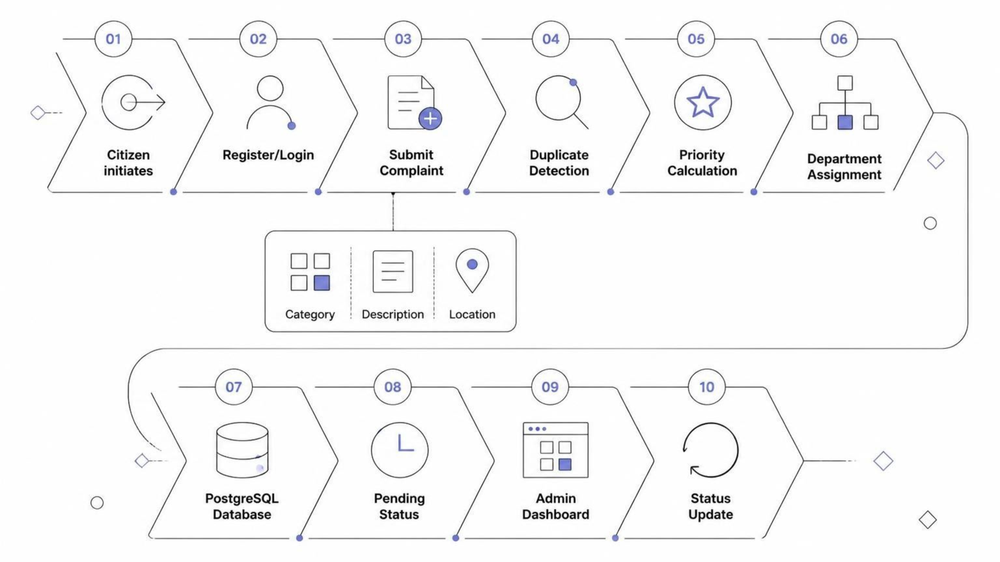 01
02
03
04
05
06
Citizen
initiates
Register/Login
Submit
Complaint
Duplicate
Detection
Priority
Calculation
Department
Assignment
Category
Description
Location
07
08
09
10
PostgreSQL
Database
Pending
Status
Admin
Dashboard
Status
Update